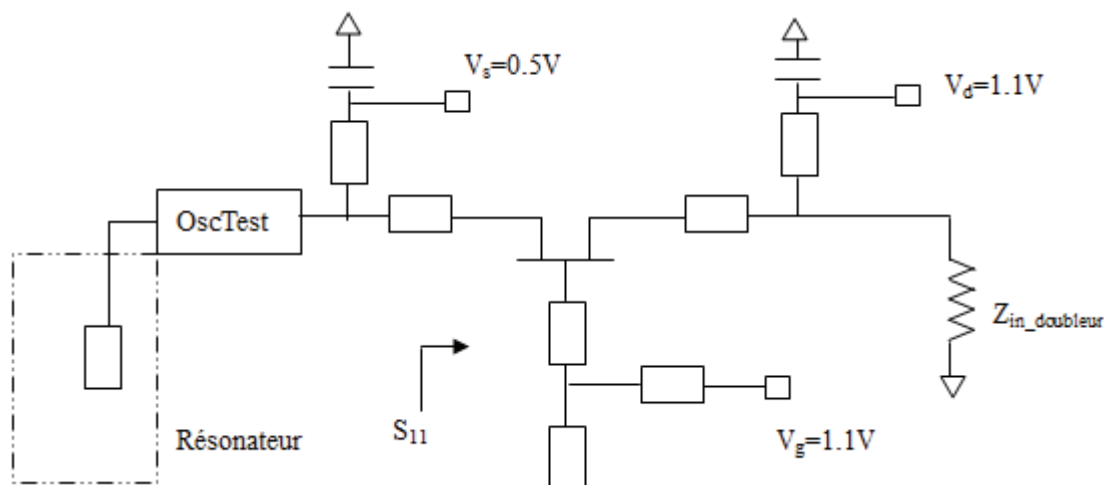 V_s=0.5V
V_d=1.1V
OscTest
Z_in_doubleur
S_11
Résonateur
V_g=1.1V